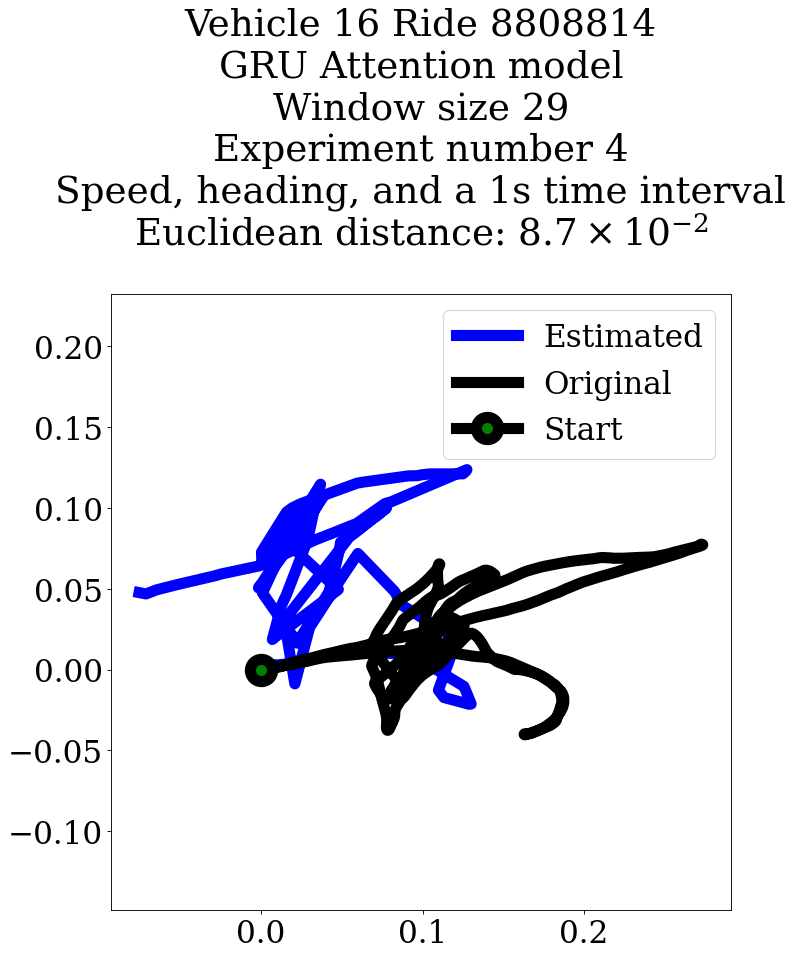 Vehicle 16 Ride 8808814
GRU Attention model
Window size 29
Experiment number 4
Speed, heading, and a 1s time interval
Euclidean distance: 8.7 × 10⁻²
Estimated
Original
Start
0.20
0.15
0.10
0.05
0.00
−0.05
−0.10
0.0 0.1 0.2